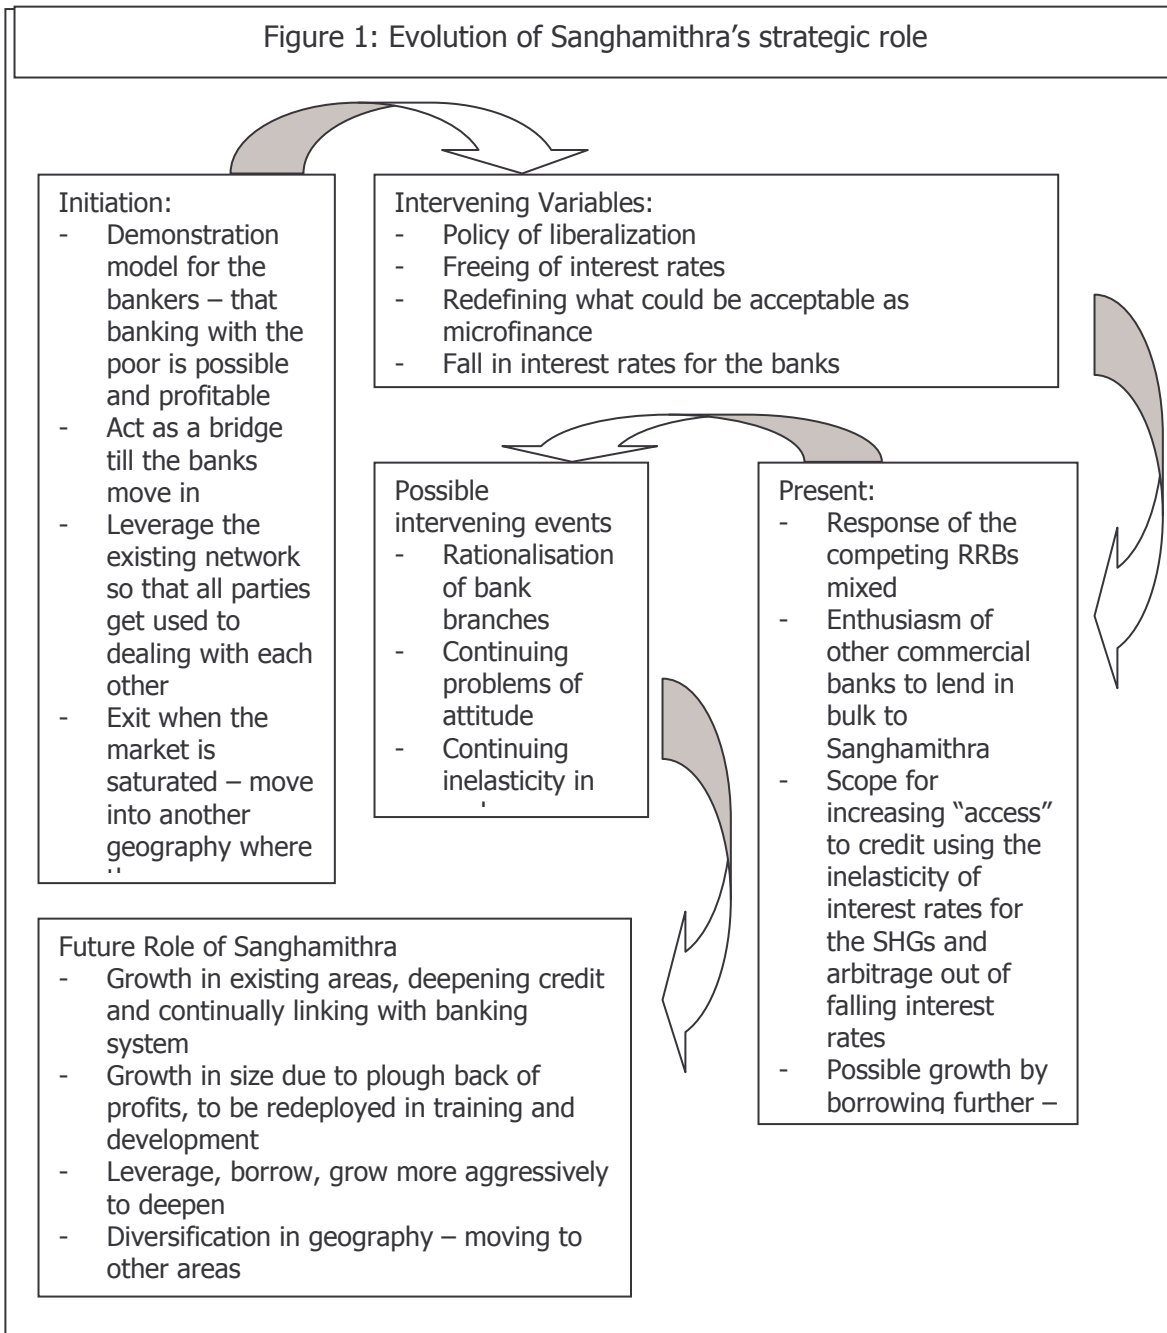 Figure 1: Evolution of Sanghamithra's strategic role
Initiation:
- Demonstration
model for the
bankers – that
banking with the
poor is possible
and profitable
- Act as a bridge
till the banks
move in
- Leverage the
existing network
so that all parties
get used to
dealing with each
other
- Exit when the
market is
saturated – move
into another
geography where
Intervening Variables:
- Policy of liberalization
- Freeing of interest rates
- Redefining what could be acceptable as
microfinance
- Fall in interest rates for the banks
Possible
intervening events
- Rationalisation
of bank
branches
- Continuing
problems of
attitude
- Continuing
inelasticity in
Present:
- Response of the
competing RRBs
mixed
- Enthusiasm of
other commercial
banks to lend in
bulk to
Sanghamithra
- Scope for
increasing “access”
to credit using the
inelasticity of
interest rates for
the SHGs and
arbitrage out of
falling interest
rates
- Possible growth by
borrowing further –
Future Role of Sanghamithra
- Growth in existing areas, deepening credit
and continually linking with banking
system
- Growth in size due to plough back of
profits, to be redeployed in training and
development
- Leverage, borrow, grow more aggressively
to deepen
- Diversification in geography – moving to
other areas